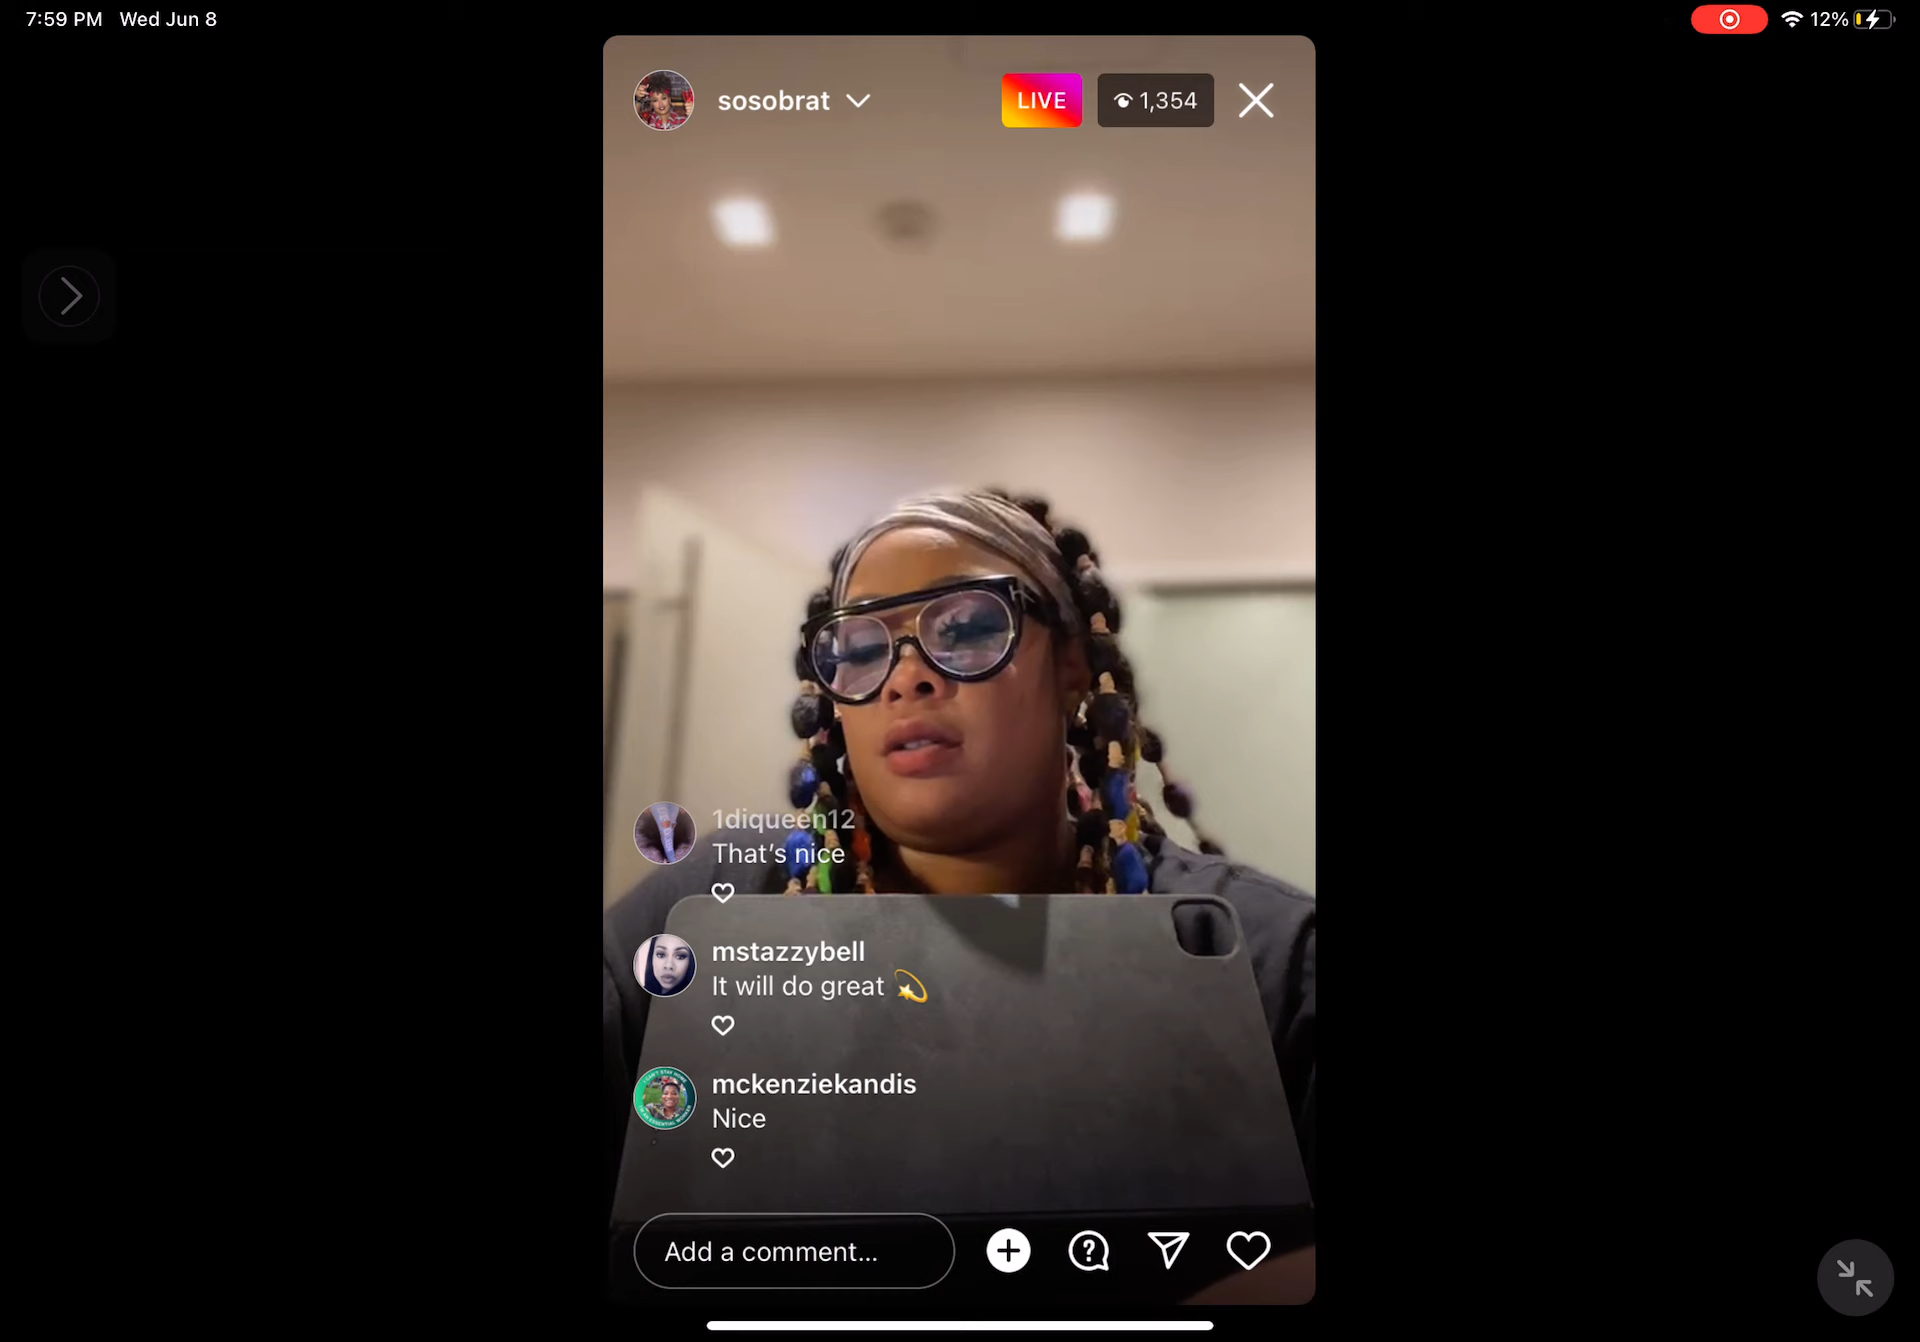 7:59 PM Wed Jun 8
12%
sosobrat
LIVE
1,354
1diqueen12
That's nice
mstazzybell
It will do great 💫
mckenziekandis
Nice
Add a comment...